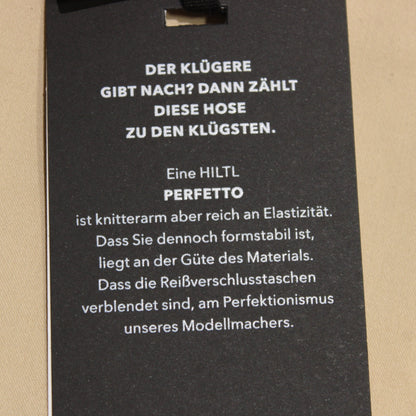 DER KLÜGERE
GIBT NACH? DANN ZÄHLT
DIESE HOSE
ZU DEN KLÜGSTEN.
Eine HILTL
PERFETTO
ist knitterarm aber reich an Elastizität.
Dass Sie dennoch formstabil ist,
liegt an der Güte des Materials.
Dass die Reißverschlusstaschen
verblendet sind, am Perfektionismus
unseres Modellmachers.